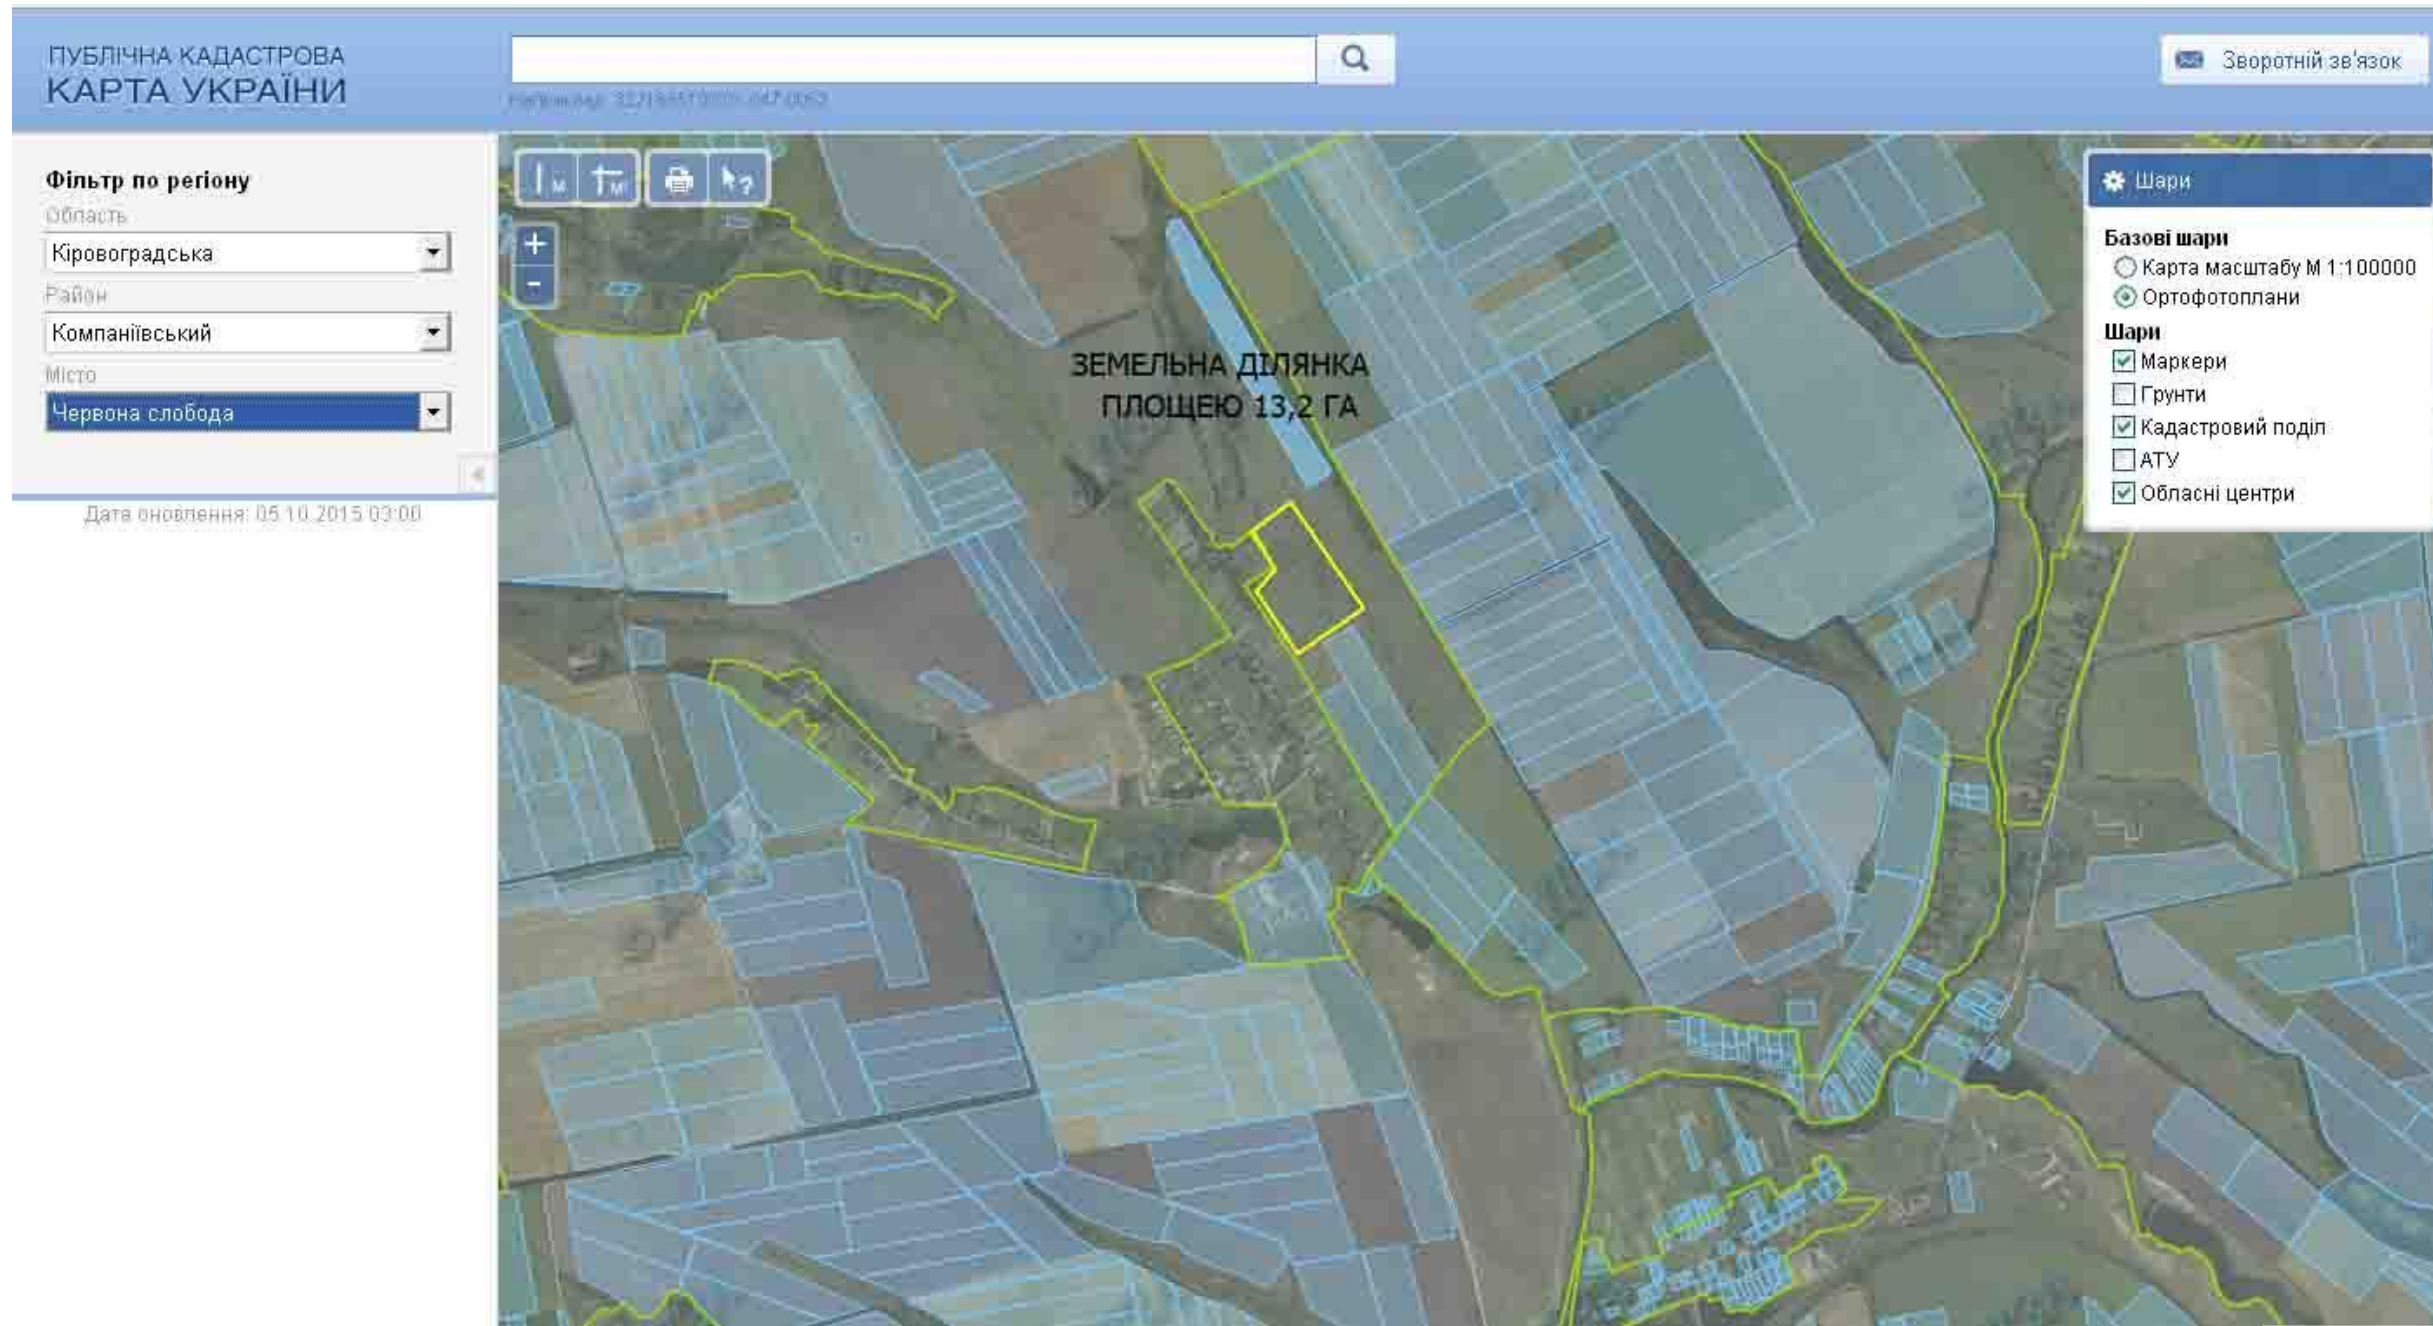 ПУБЛІЧНА КАДАСТРОВА
КАРТА УКРАЇНИ
Зворотній зв'язок
Фільтр по регіону
Область
Кіровоградська
Район
Компаніївський
Місто
Червона слобода
Дата оновлення: 05.10.2015 03:00
М
М
?
+
-
ЗЕМЕЛЬНА ДІЛЯНКА
ПЛОЩЕЮ 13,2 ГА
Шари
Базові шари
Карта масштабу М 1:100000
Ортофотоплани
Шари
Маркери
Грунти
Кадастровий поділ
АТУ
Обласні центри